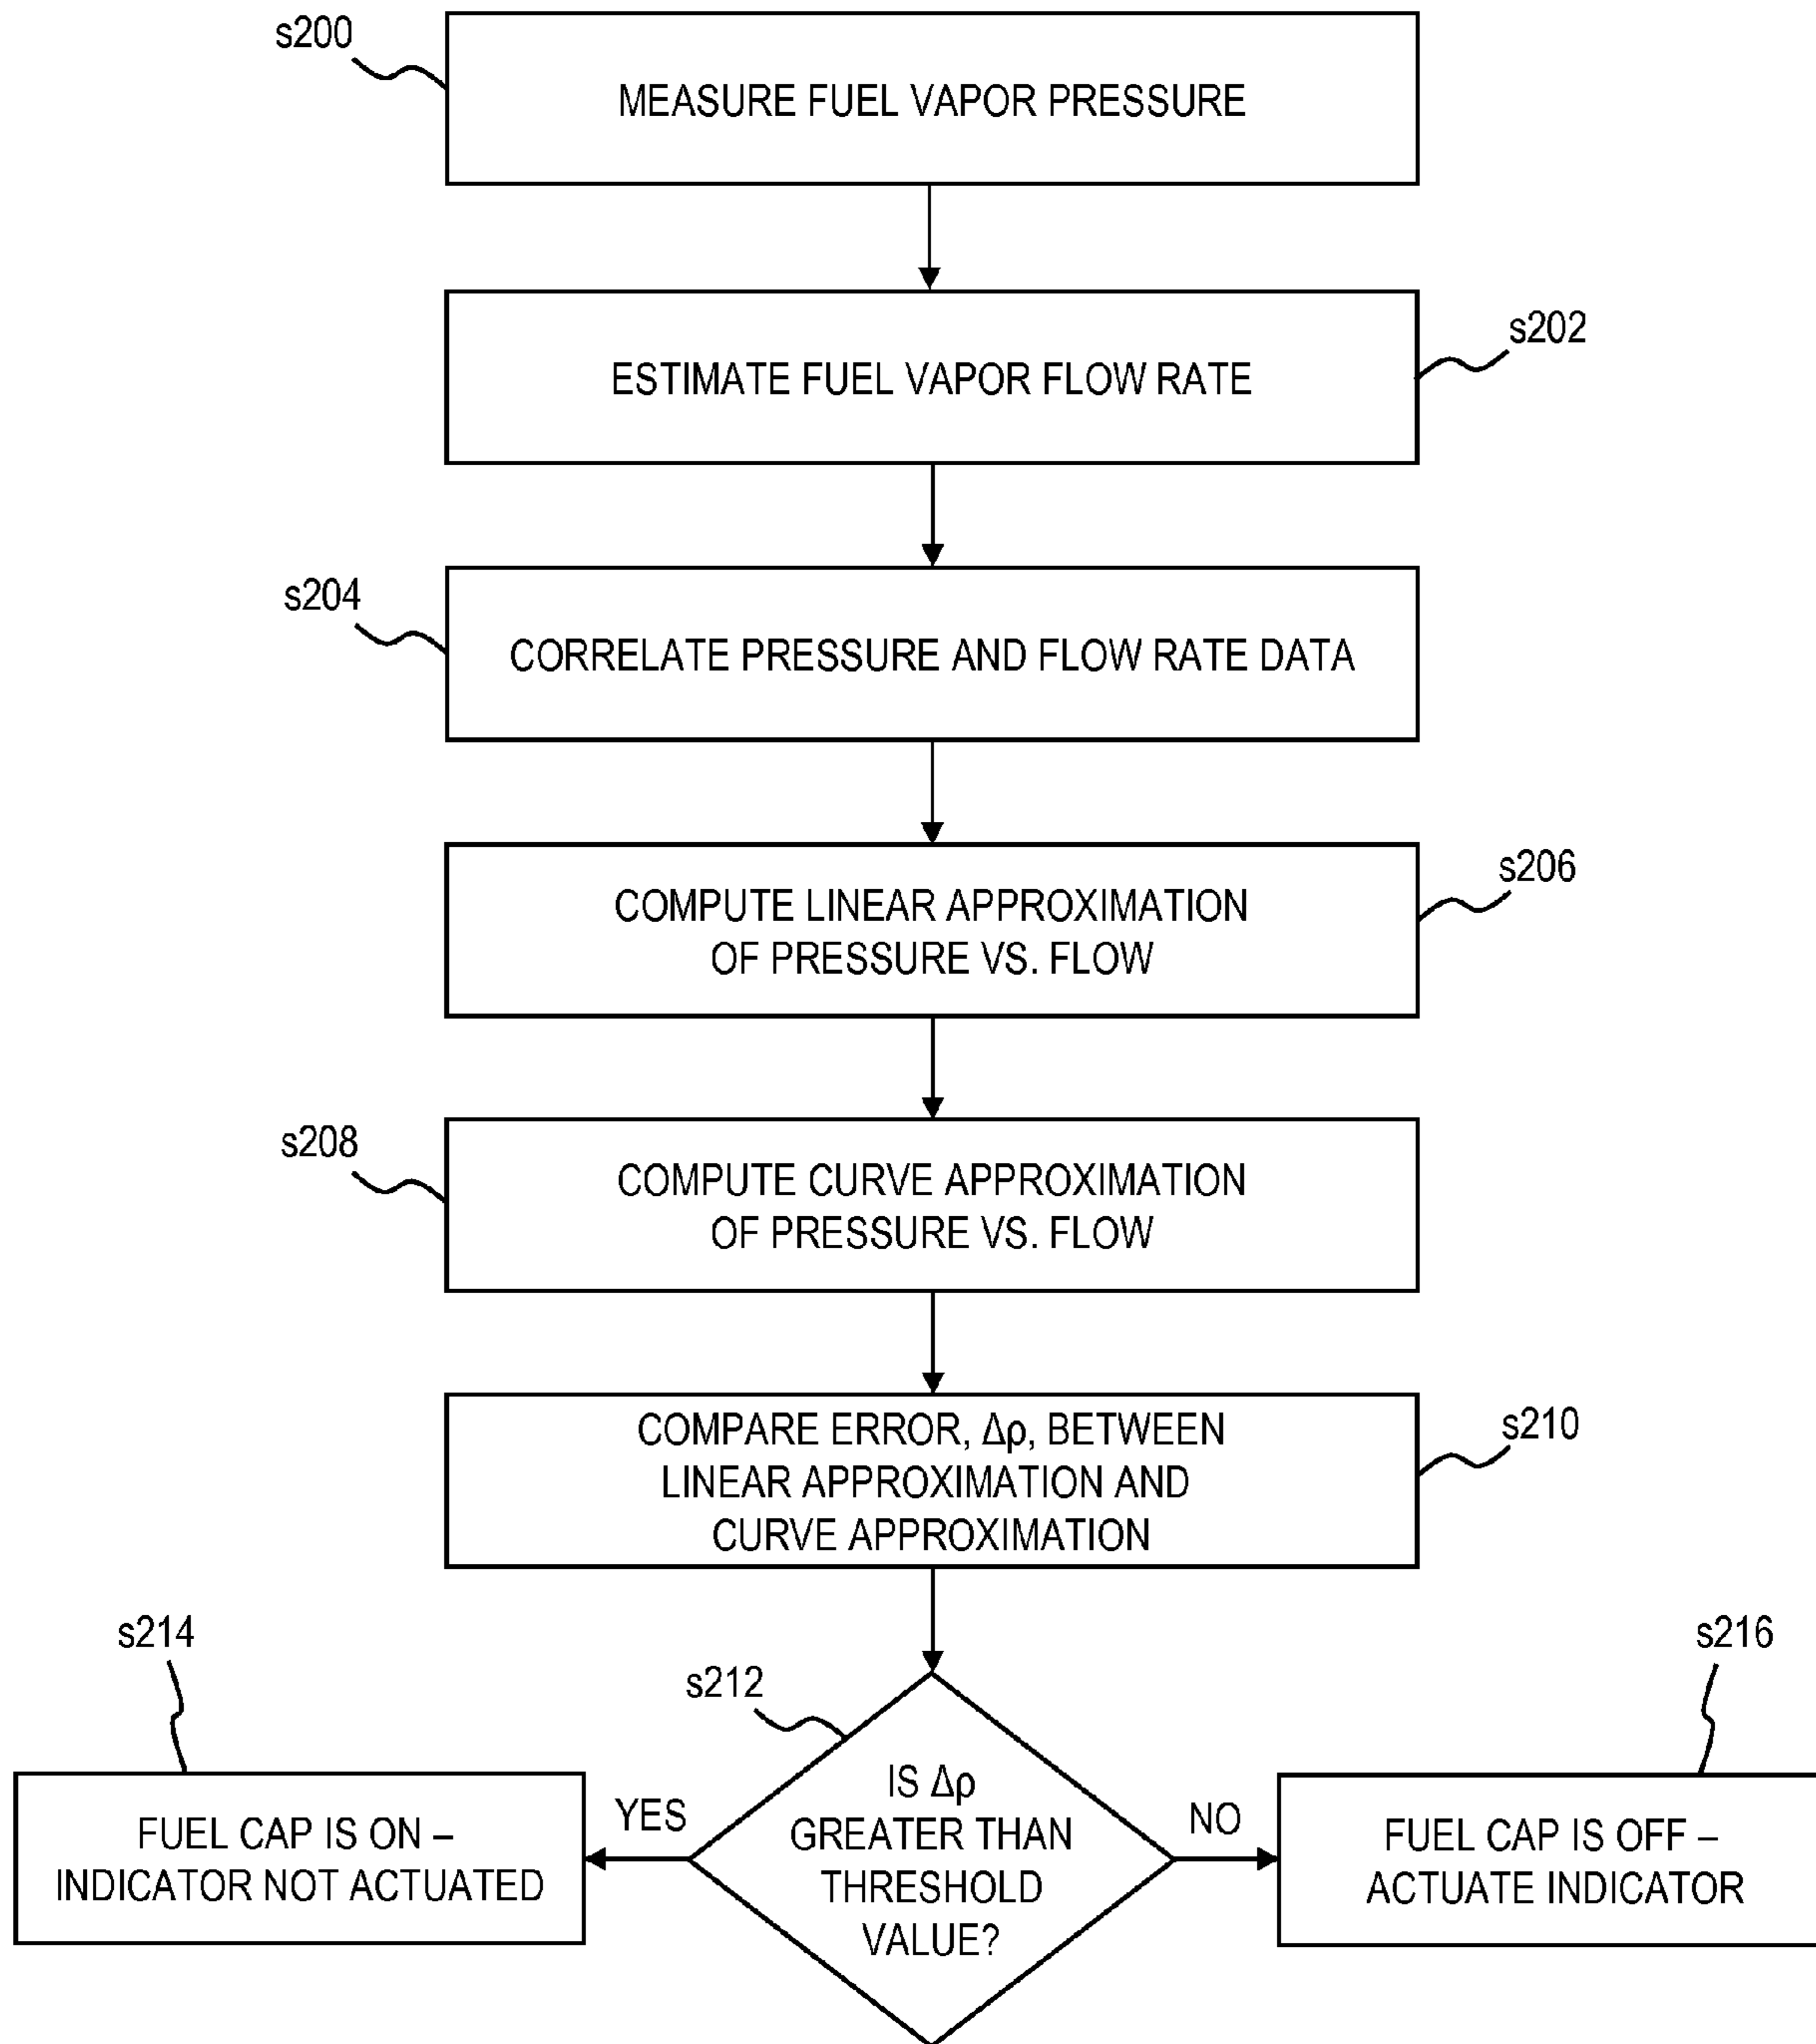 s200
MEASURE FUEL VAPOR PRESSURE
s202
ESTIMATE FUEL VAPOR FLOW RATE
s204
CORRELATE PRESSURE AND FLOW RATE DATA
s206
COMPUTE LINEAR APPROXIMATION
OF PRESSURE VS. FLOW
s208
COMPUTE CURVE APPROXIMATION
OF PRESSURE VS. FLOW
s210
COMPARE ERROR, Δρ, BETWEEN
LINEAR APPROXIMATION AND
CURVE APPROXIMATION
s212
IS Δρ
GREATER THAN
THRESHOLD
VALUE?
YES
NO
s214
FUEL CAP IS ON –
INDICATOR NOT ACTUATED
s216
FUEL CAP IS OFF –
ACTUATE INDICATOR